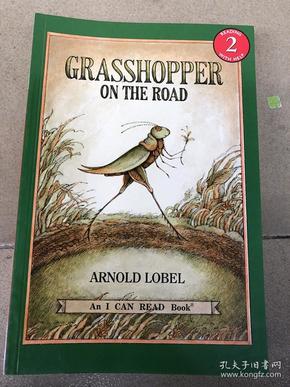 READING
2
WITH HELP
GRASSHOPPER
ON THE ROAD
ARNOLD LOBEL
An I CAN READ Book®
孔夫子旧书网
www.kongfz.com